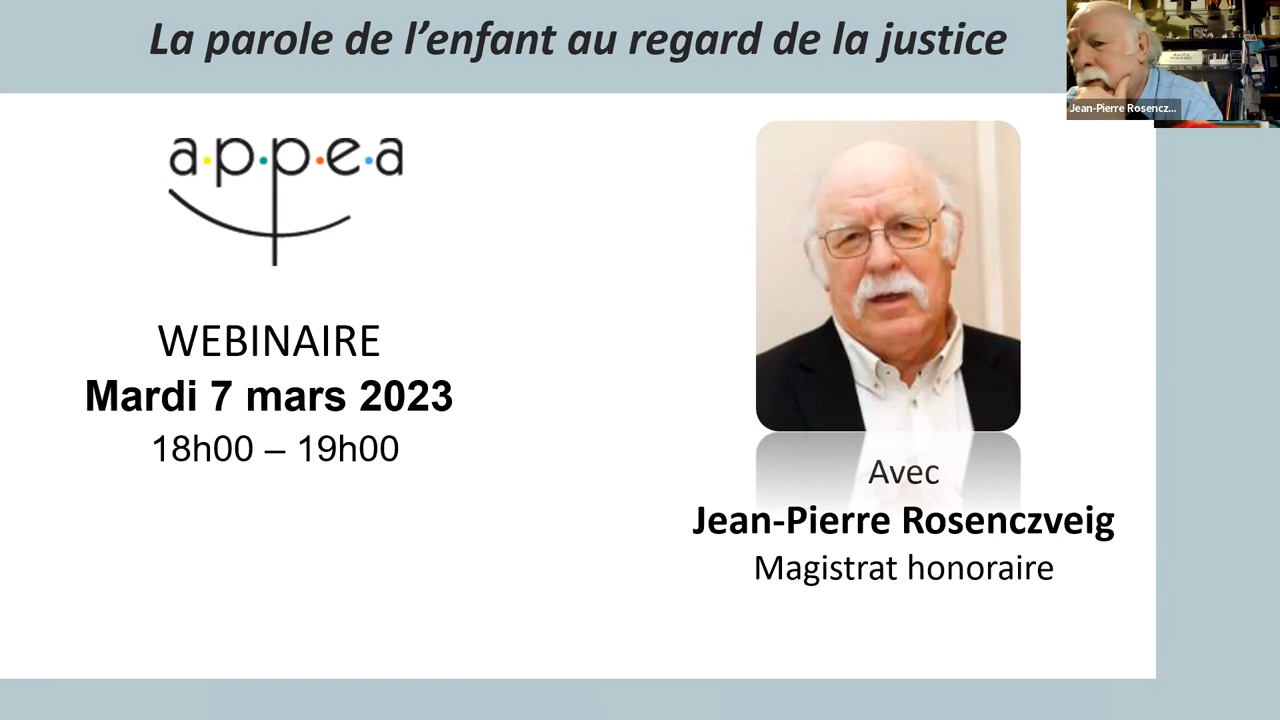 La parole de l'enfant au regard de la justice
Jean-Pierre Rosencz...
a·p·p·e·a
WEBINAIRE
Mardi 7 mars 2023
18h00 – 19h00
Avec
Jean-Pierre Rosenczveig
Magistrat honoraire